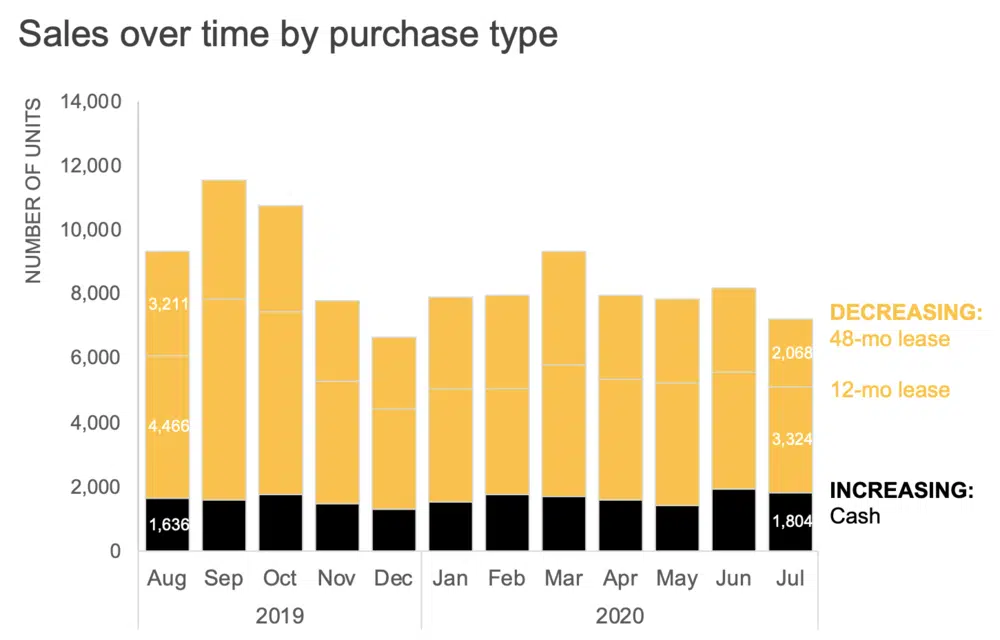 Sales over time by purchase type
NUMBER OF UNITS
14,000
12,000
10,000
8,000
6,000
4,000
2,000
0
3,211
4,466
1,636
2,068
3,324
1,804
DECREASING:
48-mo lease
12-mo lease
INCREASING:
Cash
Aug Sep Oct Nov Dec Jan Feb Mar Apr May Jun Jul
2019 2020